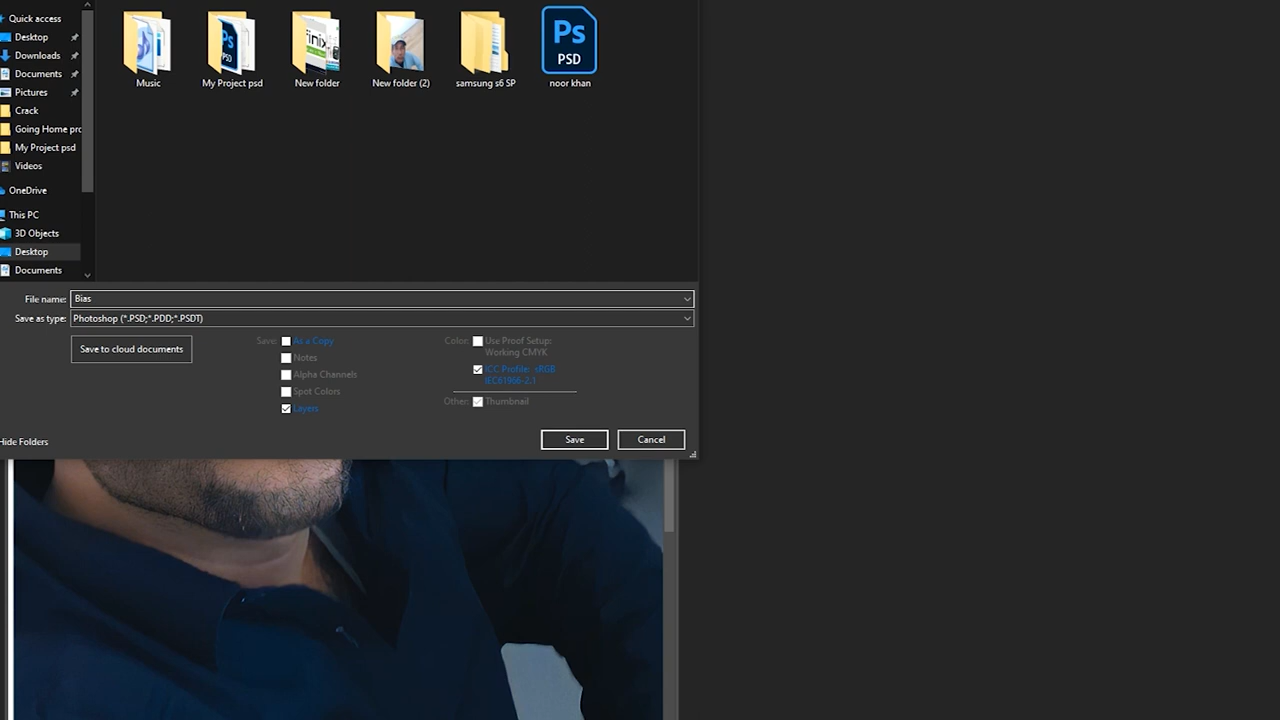 Quick access
Desktop
Downloads
Documents
Pictures
Crack
Going Home pro
My Project psd
Videos
OneDrive
This PC
3D Objects
Desktop
Documents
Ps
PSD
finix
Ps
PSD
Music
My Project psd
New folder
New folder (2)
samsung s6 SP
noor khan
File name: Bias
Save as type: Photoshop (*.PSD;*.PDD;*.PSDT)
Save to cloud documents
Save: As a Copy
Notes
Alpha Channels
Spot Colors
Layers
Color: Use Proof Setup:
Working CMYK
ICC Profile: sRGB
IEC61966-2.1
Other: Thumbnail
Hide Folders
Save
Cancel